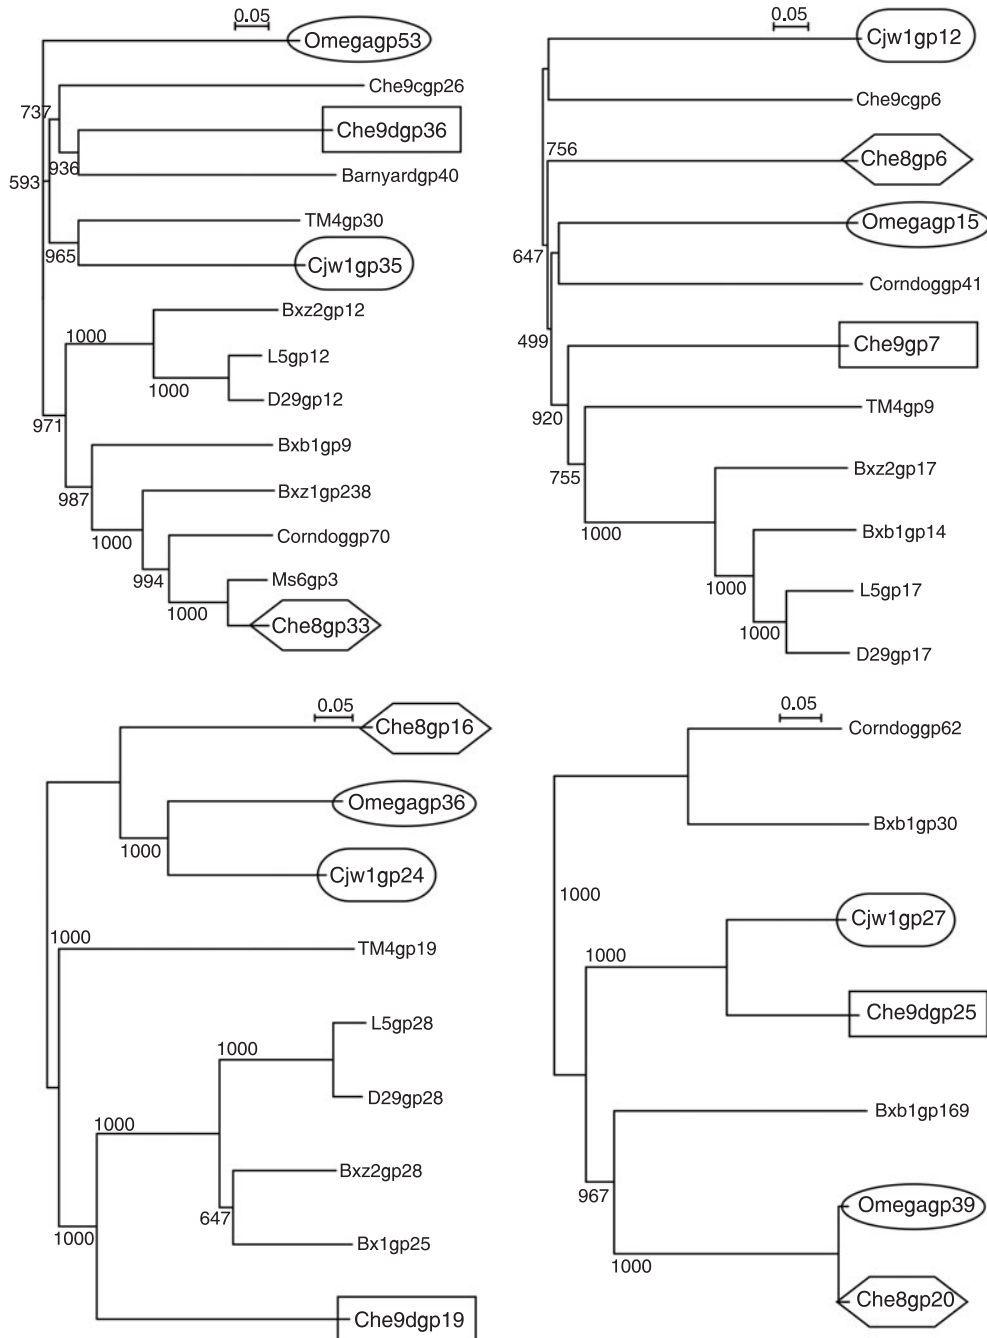 0.05
Omegagp53
Che9cgp26
737
Che9dgp36
936
Barnyardgp40
593
TM4gp30
965
Cjw1gp35
Bxz2gp12
1000
L5gp12
1000
D29gp12
971
Bxb1gp9
987
Bxz1gp238
1000
Corndoggp70
994
Ms6gp3
1000
Che8gp33
0.05
Cjw1gp12
Che9cgp6
756
Che8gp6
Omegagp15
647
Corndoggp41
499
Che9gp7
920
TM4gp9
755
Bxz2gp17
1000
Bxb1gp14
1000
L5gp17
1000
D29gp17
0.05
Che8gp16
Omegagp36
1000
Cjw1gp24
1000
TM4gp19
L5gp28
1000
D29gp28
1000
Bxz2gp28
647
Bx1gp25
1000
Che9dgp19
0.05
Corndoggp62
Bxb1gp30
1000
Cjw1gp27
1000
Che9dgp25
Bxb1gp169
967
Omegagp39
1000
Che8gp20